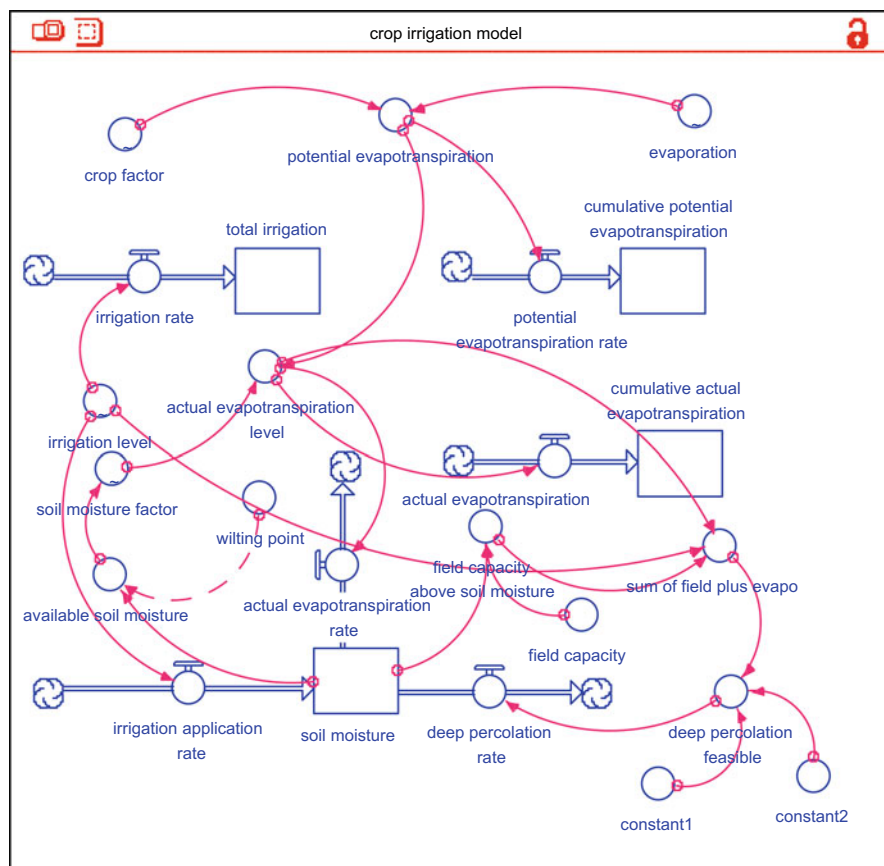 crop irrigation model
crop factor
potential evapotranspiration
evaporation
total irrigation
cumulative potential
evapotranspiration
irrigation rate
potential
evapotranspiration rate
actual evapotranspiration
level
cumulative actual
evapotranspiration
irrigation level
soil moisture factor
wilting point
actual evapotranspiration
field capacity
above soil moisture
sum of field plus evapo
available soil moisture
actual evapotranspiration
rate
field capacity
irrigation application
rate
soil moisture
deep percolation
rate
deep percolation
feasible
constant1
constant2